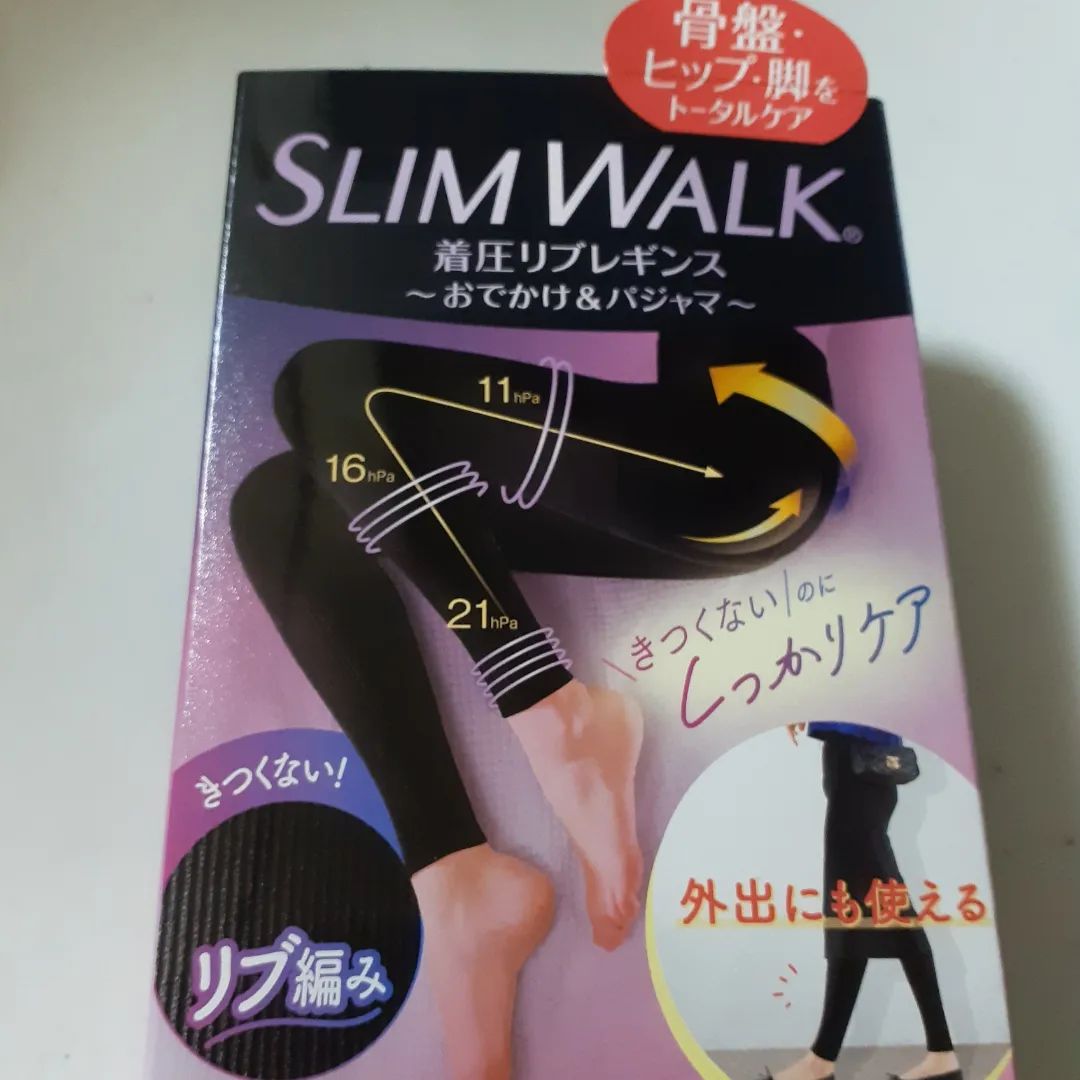 骨盤・
ヒップ・脚を
トータルケア
SLIM WALK®
着圧リブレギンス
～おでかけ＆パジャマ～
11hPa
16hPa
21hPa
\きつくない/のに
しっかりケア
きつくない!
リブ編み
外出にも使える